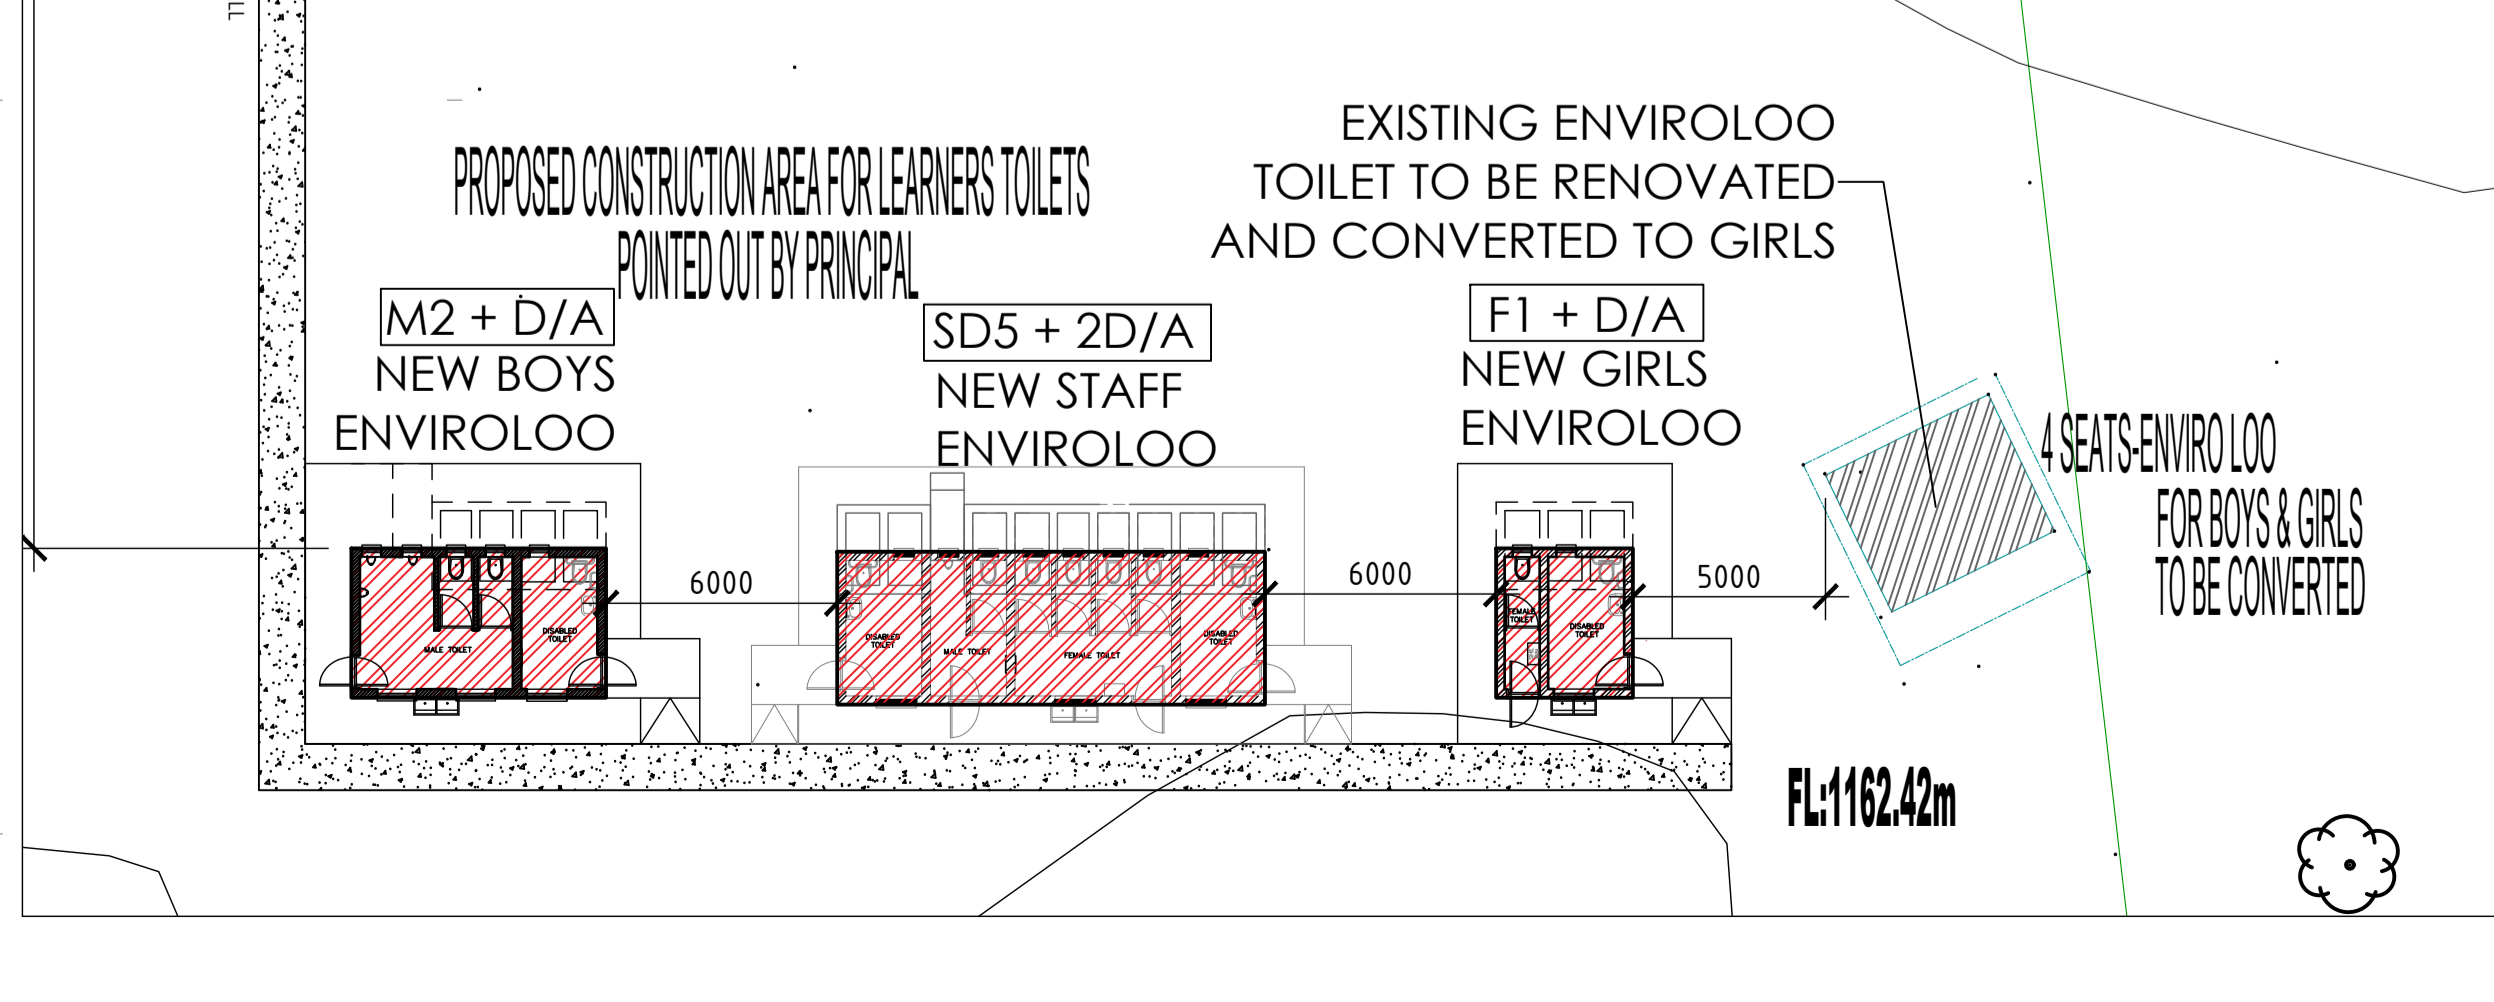 PROPOSED CONSTRUCTION AREA FOR LEARNERS TOILETS
POINTED OUT BY PRINCIPAL
EXISTING ENVIROLOO
TOILET TO BE RENOVATED
AND CONVERTED TO GIRLS
M2 + D/A
NEW BOYS
ENVIROLOO
SD5 + 2D/A
NEW STAFF
ENVIROLOO
F1 + D/A
NEW GIRLS
ENVIROLOO
4 SEATS-ENVIRO LOO
FOR BOYS & GIRLS
TO BE CONVERTED
6000
6000
5000
MALE TOILET
DISABLED
TOILET
DISABLED
TOILET
MALE TOILET
FEMALE TOILET
DISABLED
TOILET
FEMALE
TOILET
DISABLED
TOILET
FL:1162.42m